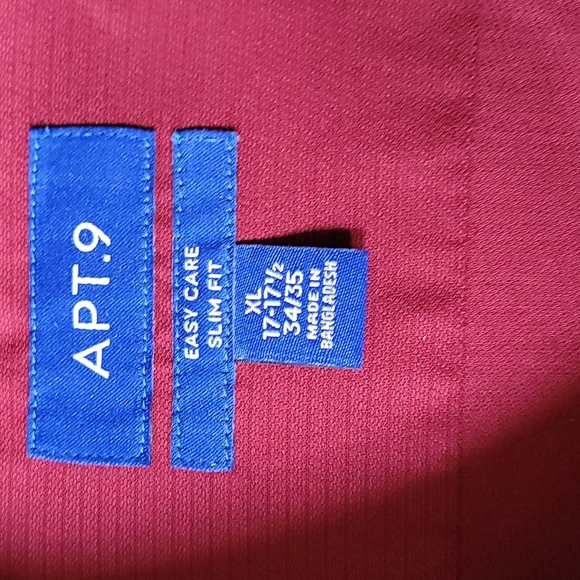 APT.9
EASY CARE
SLIM FIT
XL
17-17½
34/35
MADE IN
BANGLADESH